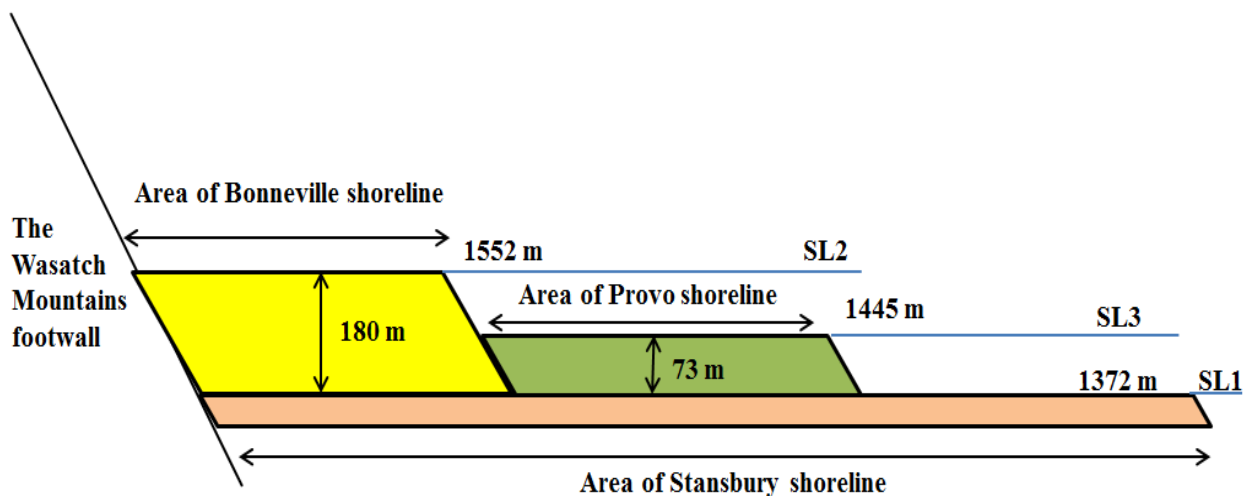 Area of Bonneville shoreline
The
Wasatch
Mountains
footwall
1552 m
SL2
Area of Provo shoreline
1445 m
SL3
180 m
73 m
1372 m
SL1
Area of Stansbury shoreline